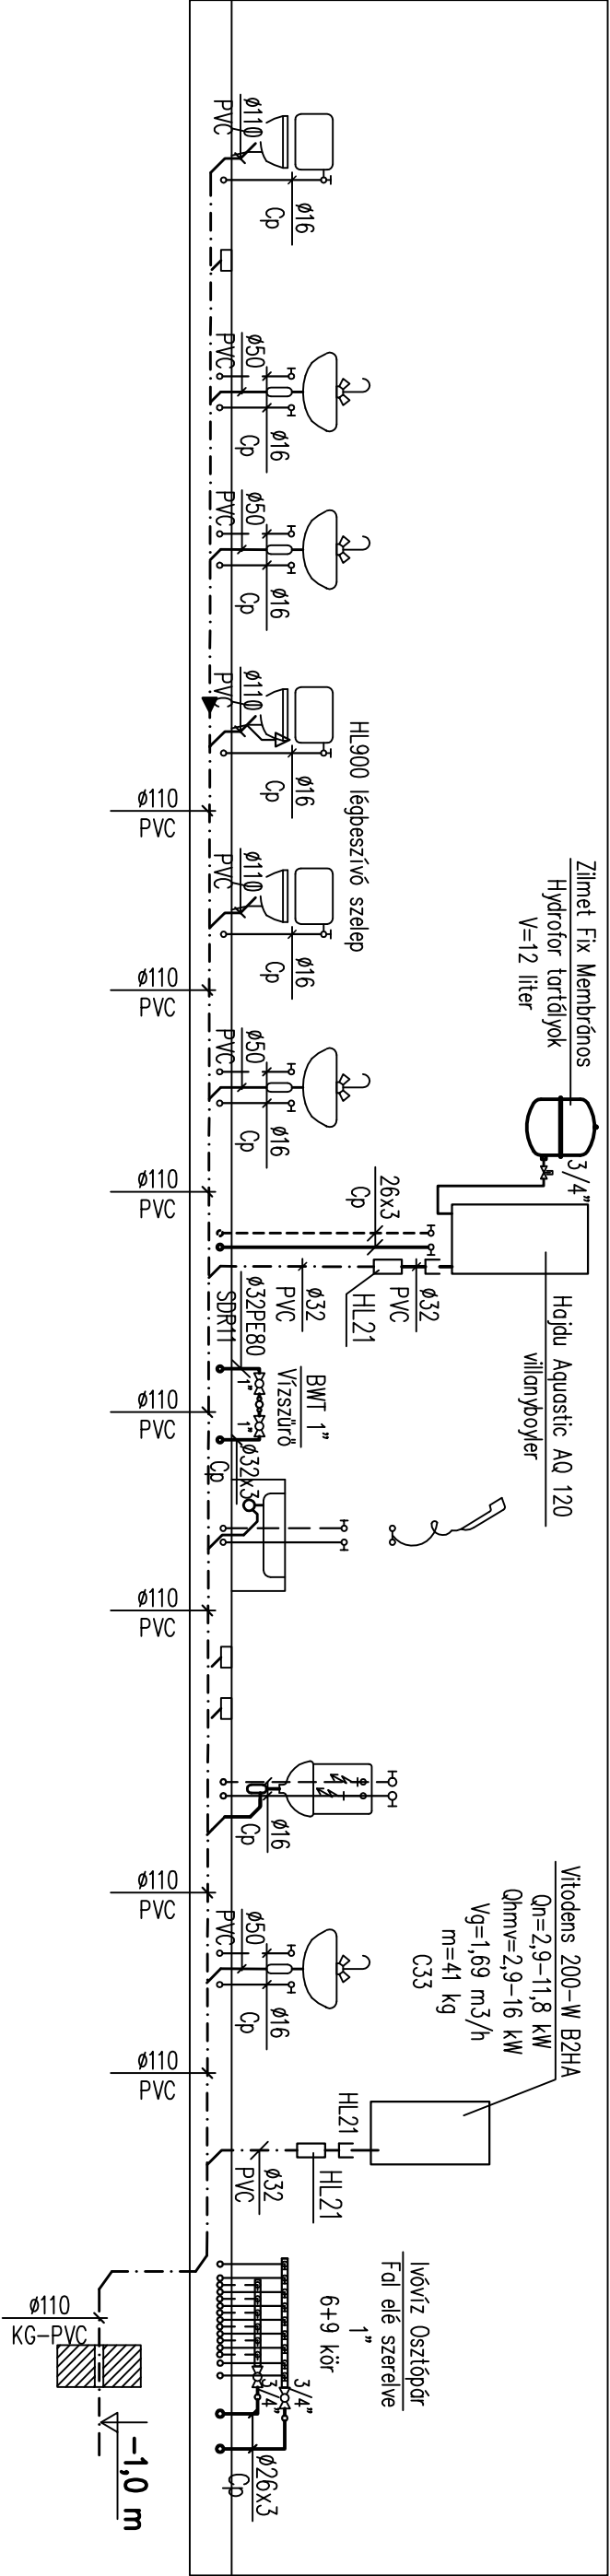 ø110
PVC
ø16
Cp
ø50
PVC
ø16
Cp
ø50
PVC
ø16
Cp
ø110
PVC
ø16
Cp
HL900 légbeszívó szelep
ø110
PVC
ø110
PVC
ø16
Cp
ø110
PVC
ø50
PVC
ø16
Cp
ø110
PVC
Zilmet Fix Membrános
Hydrofor tartályok
V=12 liter
3/4"
26x3
Cp
Hajdu Aquastic AQ 120
villanyboyler
ø32
PVC
HL21
ø32
PVC
ø32PE80
SDR11
1"
1"
BWT 1"
Vízszűrő
ø32x3
Cp
ø110
PVC
ø110
PVC
ø16
Cp
ø110
PVC
ø50
PVC
ø16
Cp
ø110
PVC
Vitodens 200-W B2HA
Qn=2,9-11,8 kW
Qhmv=2,9-16 kW
Vg=1,69 m3/h
m=41 kg
C33
HL21
HL21
ø32
PVC
Ivóvíz Osztópár
Fal elé szerelve
1"
6+9 kör
3/4"
3/4"
ø26x3
Cp
ø110
KG-PVC
-1,0 m